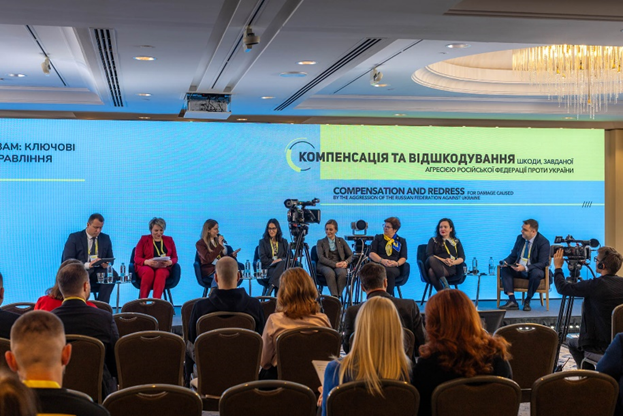 ВАМ: КЛЮЧОВІ
РАВЛІННЯ
КОМПЕНСАЦІЯ ТА ВІДШКОДУВАННЯ ШКОДИ, ЗАВДАНОЇ
АГРЕСІЄЮ РОСІЙСЬКОЇ ФЕДЕРАЦІЇ ПРОТИ УКРАЇНИ
COMPENSATION AND REDRESS FOR DAMAGE CAUSED
BY THE AGGRESSION OF THE RUSSIAN FEDERATION AGAINST UKRAINE